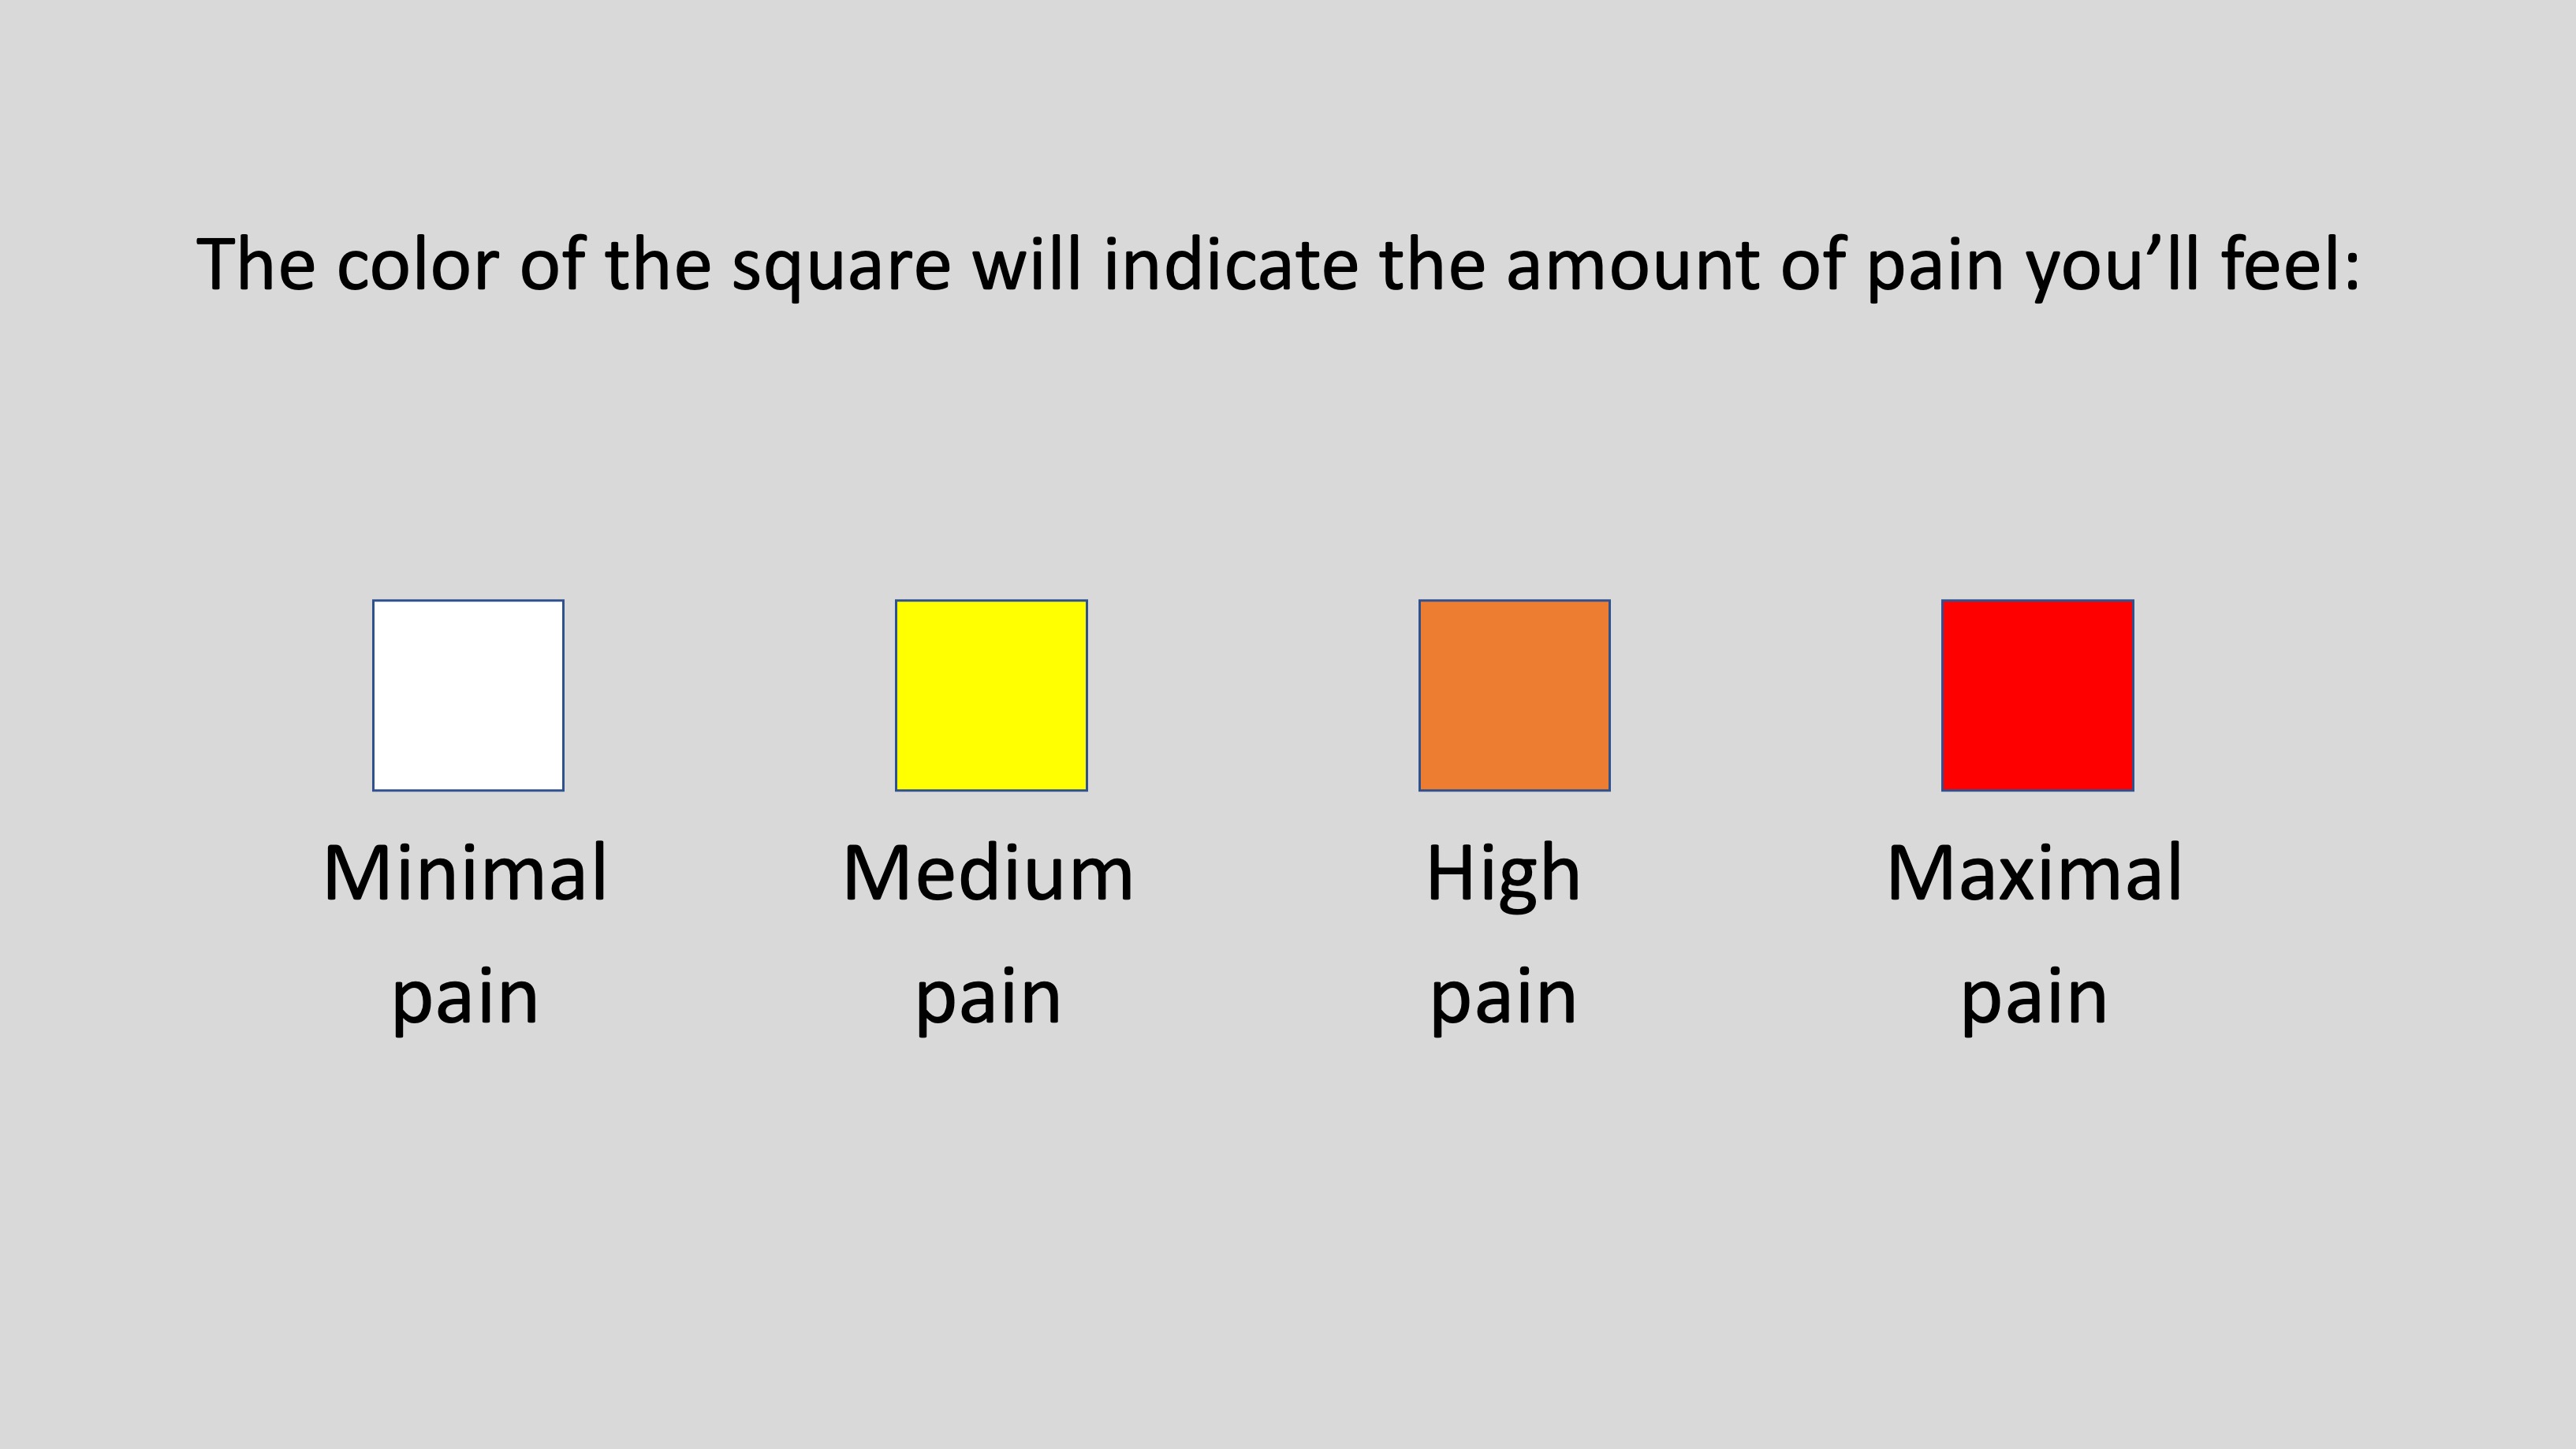 The color of the square will indicate the amount of pain you’ll feel:
Minimal
pain
Medium
pain
High
pain
Maximal
pain